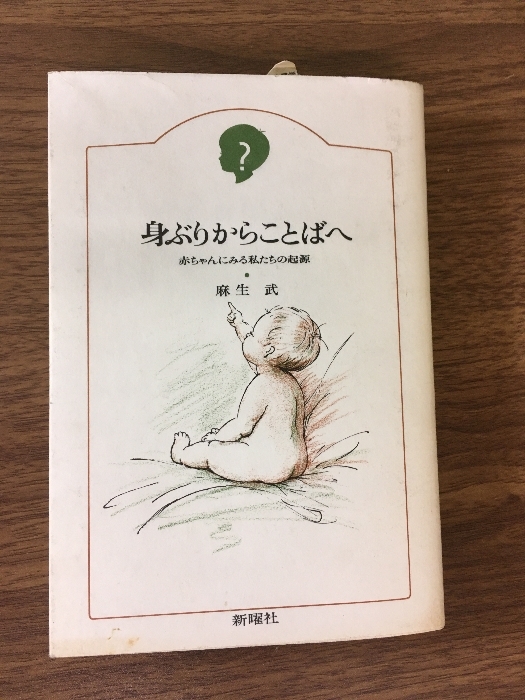 ?
身ぶりからことばへ
赤ちゃんにみる私たちの起源
麻生 武
新曜社